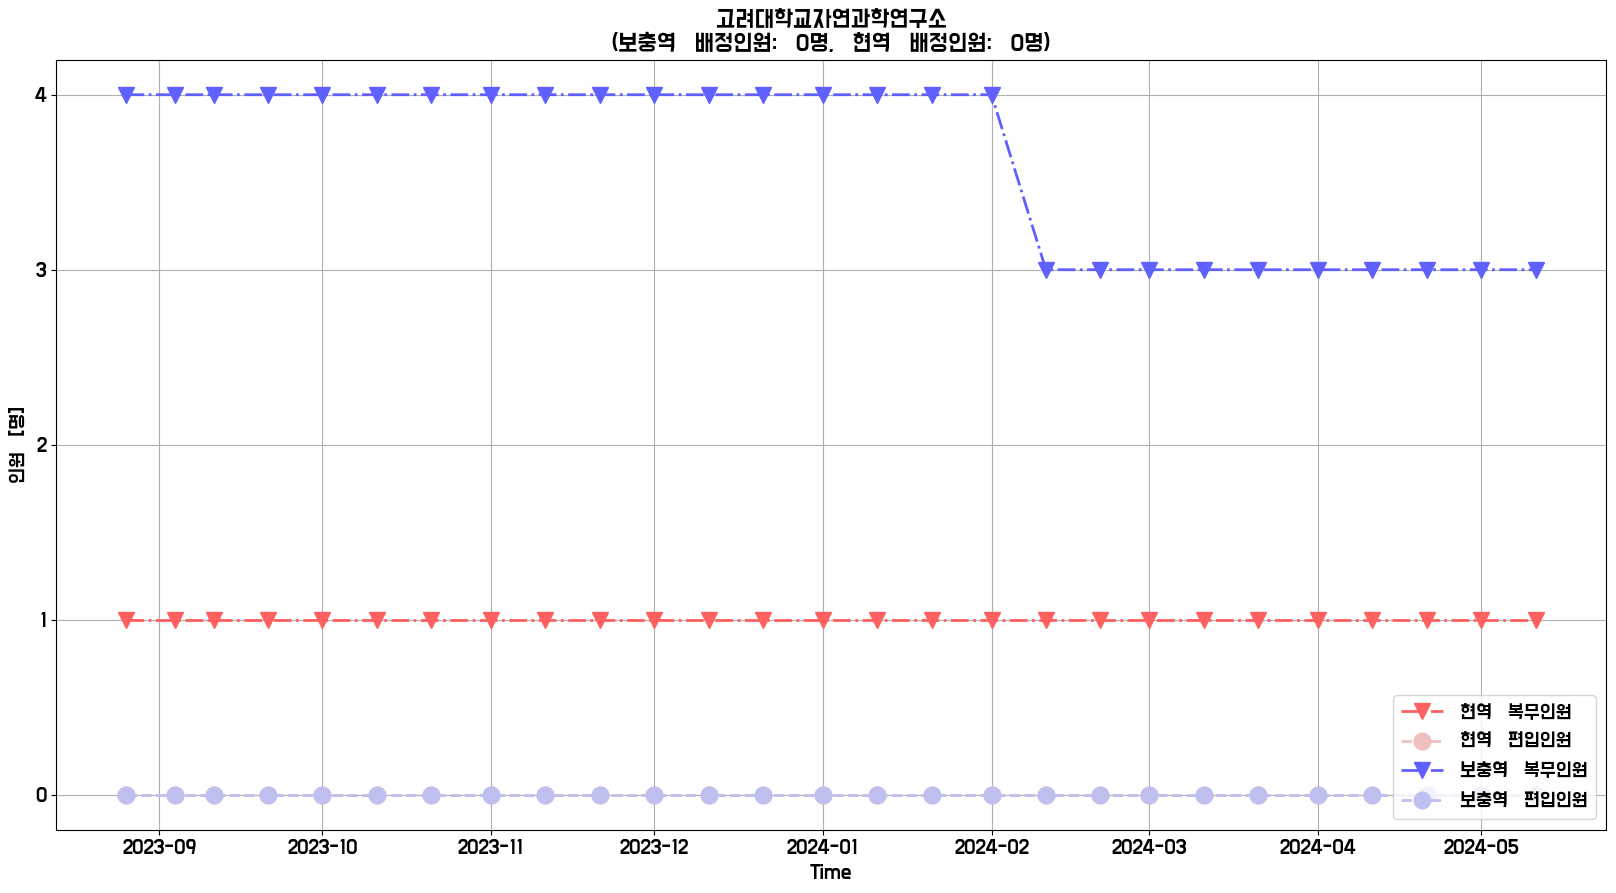 고려대학교자연과학연구소
(보충역 배정인원: 0명, 현역 배정인원: 0명)
인원 [명]
4
3
2
1
0
2023-09 2023-10 2023-11 2023-12 2024-01 2024-02 2024-03 2024-04 2024-05
Time
현역 복무인원
현역 편입인원
보충역 복무인원
보충역 편입인원